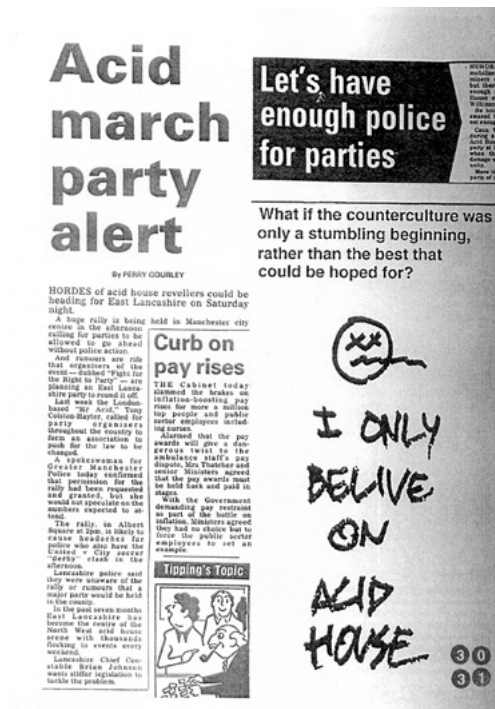 Acid
march
party
alert
By PERRY GOURLEY
HORDES of acid house revellers could be
heading for East Lancashire on Saturday
night.
A huge rally is being held in Manchester city
centre in the afternoon
calling for parties to be
allowed to go ahead
without police action.
And rumours are rife
that organisers of the
event — dubbed "Fight for
the Right to Party" — are
planning an East Lanca-
shire party to round it off.
Last week the London-
based "Mr Acid," Tony
Colston-Hayter, called for
party organisers
throughout the country to
form an association to
push for the law to be
changed.
A spokeswoman for
Greater Manchester
Police today confirmed
that permission for the
rally had been requested
and granted, but she
would not speculate on the
numbers expected to at-
tend.
The rally, in Albert
Square at 2pm, is likely to
cause headaches for
police who also have the
United v City soccer
"derby" clash in the
afternoon.
Lancashire police said
they were unaware of the
rally or rumours that a
major party would be held
in the county.
In the past seven months
East Lancashire has
become the centre of the
North West acid house
scene with thousands
flocking to events every
weekend.
Lancashire Chief Con-
stable Brian Johnson
wants stiffer legislation to
tackle the problem.
Curb on
pay rises
THE Cabinet today
slammed the brakes on
inflation-boosting pay
rises for more a million
top people and public
sector employes includ-
ing nurses.
Alarmed that the pay
awards will give a dan-
gerous twist to the
ambulance staff's pay
dispute, Mrs Thatcher and
senior Ministers agreed
that the pay awards must
be held back and paid in
stages.
With the Government
demanding pay restraint
as part of the battle on
inflation, Ministers agreed
they had no choice but to
force the public sector
employees to set an
example.
Tipping's Topic
Let's have
enough police
for parties
What if the counterculture was
only a stumbling beginning,
rather than the best that
could be hoped for?
I ONLY
BELIVE
ON
ACID
HOUSE
30
31